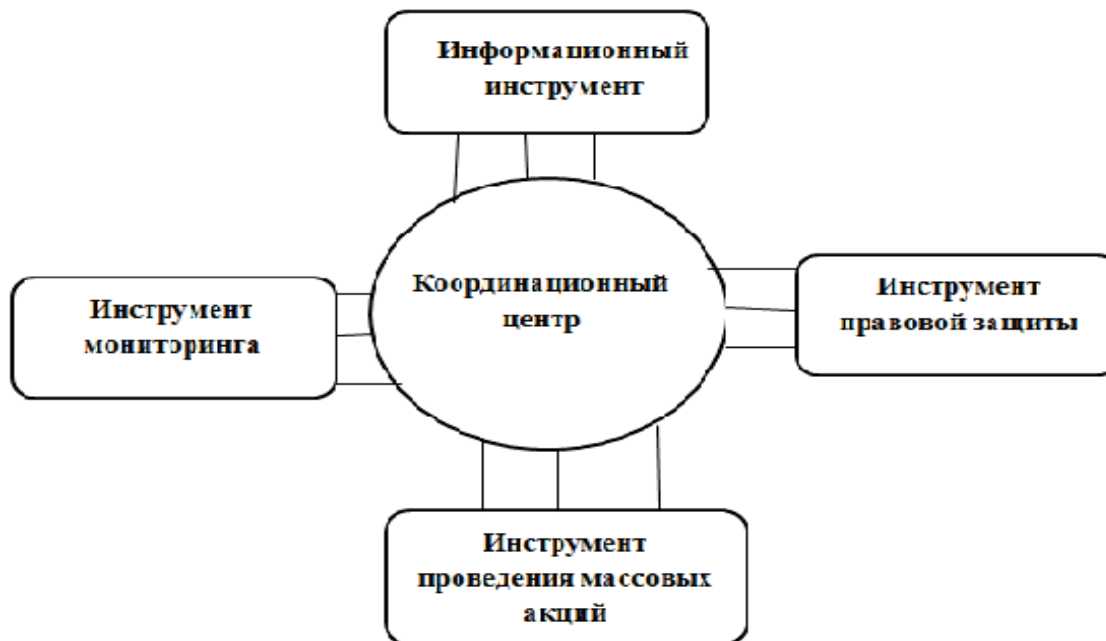 Информационный
инструмент
Координационный
центр
Инструмент
правовой защиты
Инструмент
мониторинга
Инструмент
проведения массовых
акций